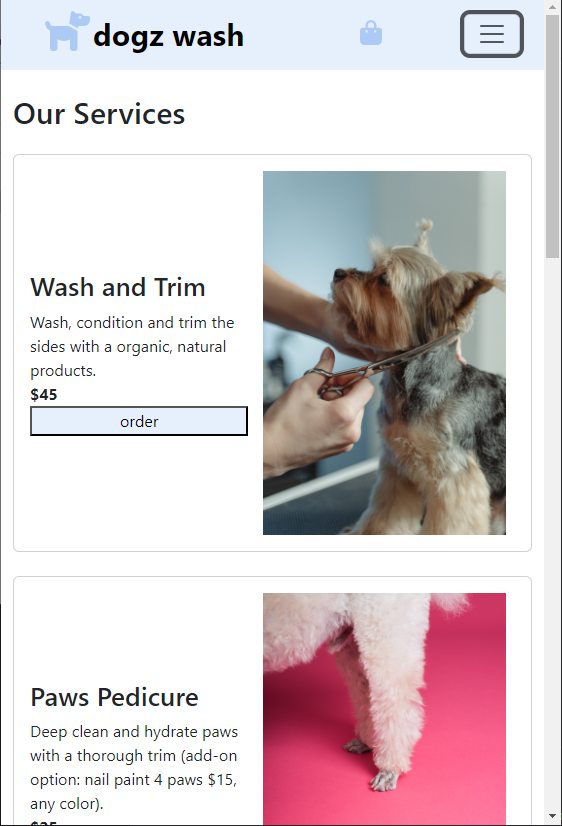 dogz wash
Our Services
Wash and Trim
Wash, condition and trim the
sides with a organic, natural
products.
$45
order
Paws Pedicure
Deep clean and hydrate paws
with a thorough trim (add-on
option: nail paint 4 paws $15,
any color).